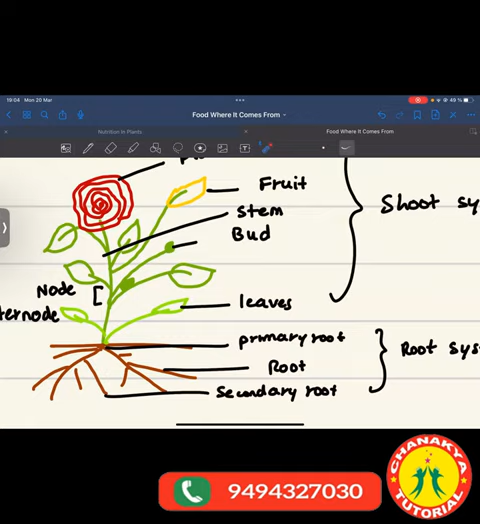 19:04 Mon 20 Mar
49 %
Food Where It Comes From
Nutrition In Plants
Food Where It Comes From
Fruit
Stem
Bud
Shoot sy
Node
ternode
leaves
primary root
Root
Root sys
Secondary root
9494327030
CHANAKYA
TUTORIAL